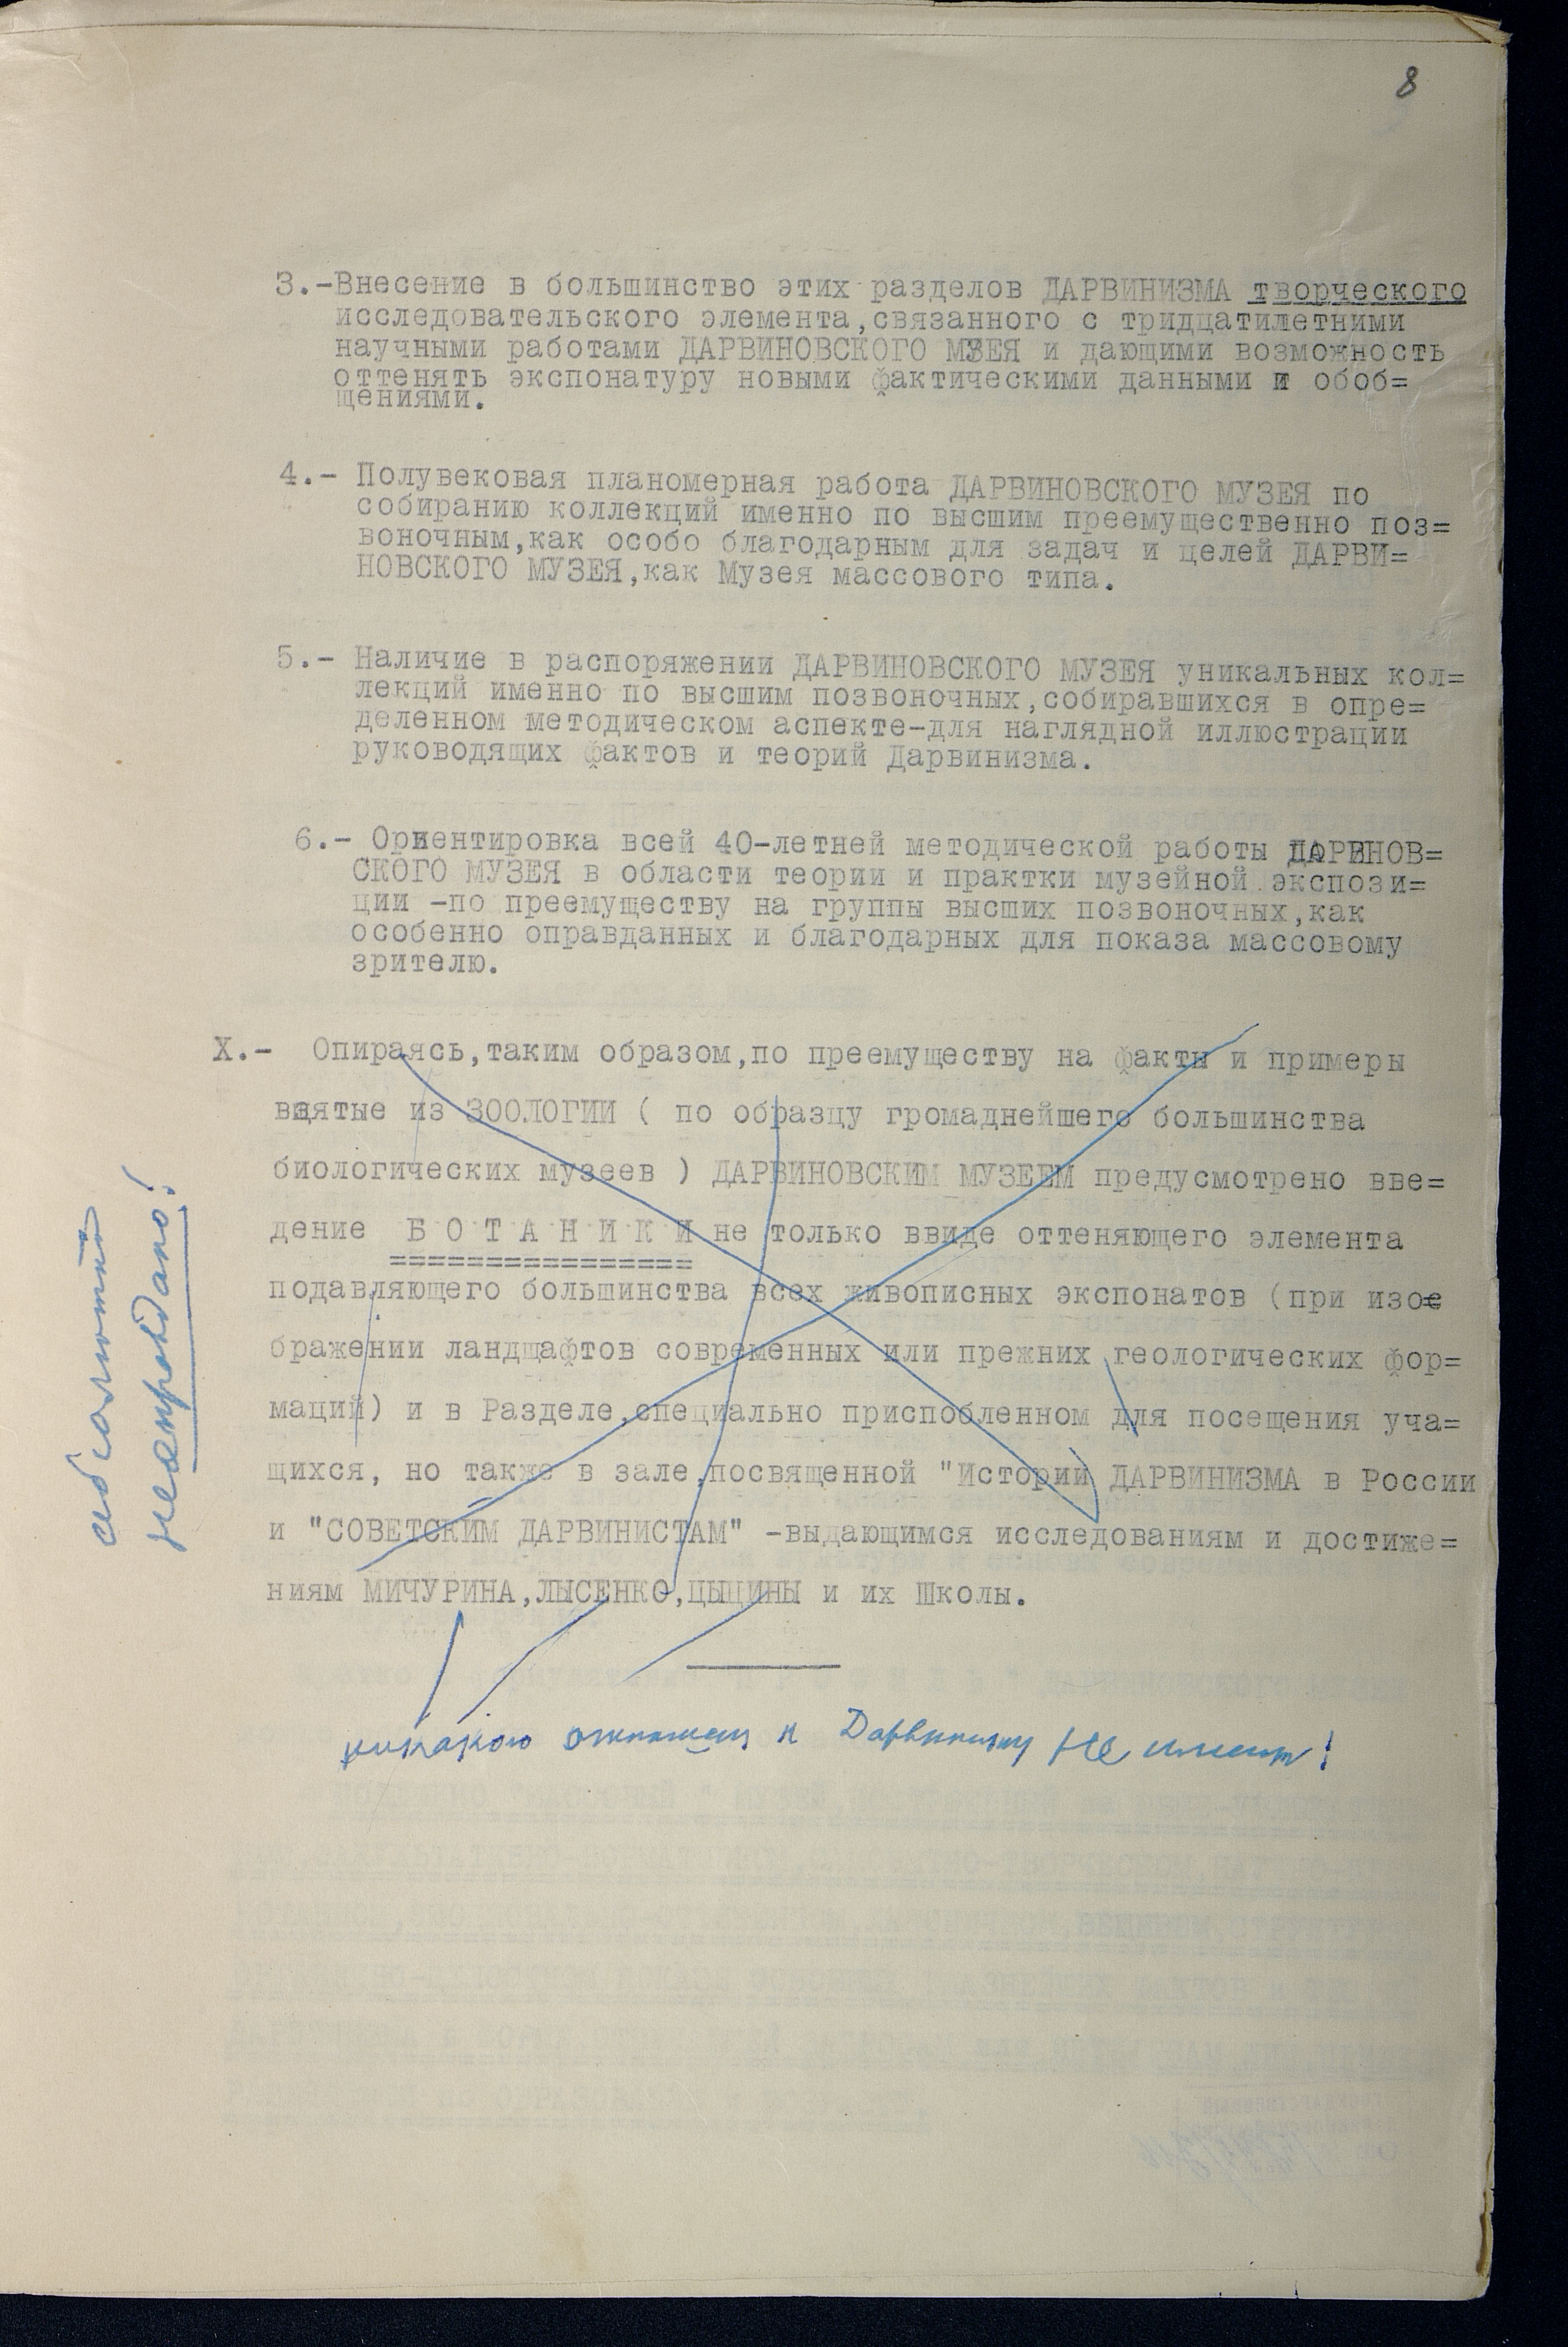 8
3.-Внесение в большинство этих разделов ДАРВИНИЗМА творческого
исследовательского элемента,связанного с тридцатилетними
научными работами ДАРВИНОВСКОГО МУЗЕЯ и дающими возможность
оттенять экспонатуру новыми фактическими данными и обоб=
щениями.
4.- Полувековая планомерная работа ДАРВИНОВСКОГО МУЗЕЯ по
собиранию коллекций именно по высшим преемущественно поз=
воночным,как особо благодарным для задач и целей ДАРВИ=
НОВСКОГО МУЗЕЯ,как Музея массового типа.
5.- Наличие в распоряжении ДАРВИНОВСКОГО МУЗЕЯ уникальных кол=
лекций именно по высшим позвоночных,собиравшихся в опре=
деленном методическом аспекте-для наглядной иллюстрации
руководящих фактов и теорий Дарвинизма.
6.- Ориентировка всей 40-летней методической работы ДАРВИНОВ=
СКОГО МУЗЕЯ в области теории и практки музейной экспози=
ции -по преемуществу на группы высших позвоночных,как
особенно оправданных и благодарных для показа массовому
зрителю.
X.- Опираясь,таким образом,по преемуществу на факты и примеры
взятые из ЗООЛОГИИ ( по образцу громаднейшего большинства
биологических музеев ) ДАРВИНОВСКИМ МУЗЕЕМ предусмотрено вве=
дение Б О Т А Н И К И не только ввиде оттеняющего элемента
подавляющего большинства всех живописных экспонатов (при изо=
бражении ландщафтов современных или прежних геологических фор=
маций) и в Разделе,специально приспобленном для посещения уча=
щихся, но также в зале,посвященной "Истории ДАРВИНИЗМА в России
и "СОВЕТСКИМ ДАРВИНИСТАМ" -выдающимся исследованиям и достиже=
ниям МИЧУРИНА,ЛЫСЕНКО,ЦЫЦИНЫ и их Школы.
никакого отношения к Дарвинизму не имеют!
абсолютно
неоправдано!